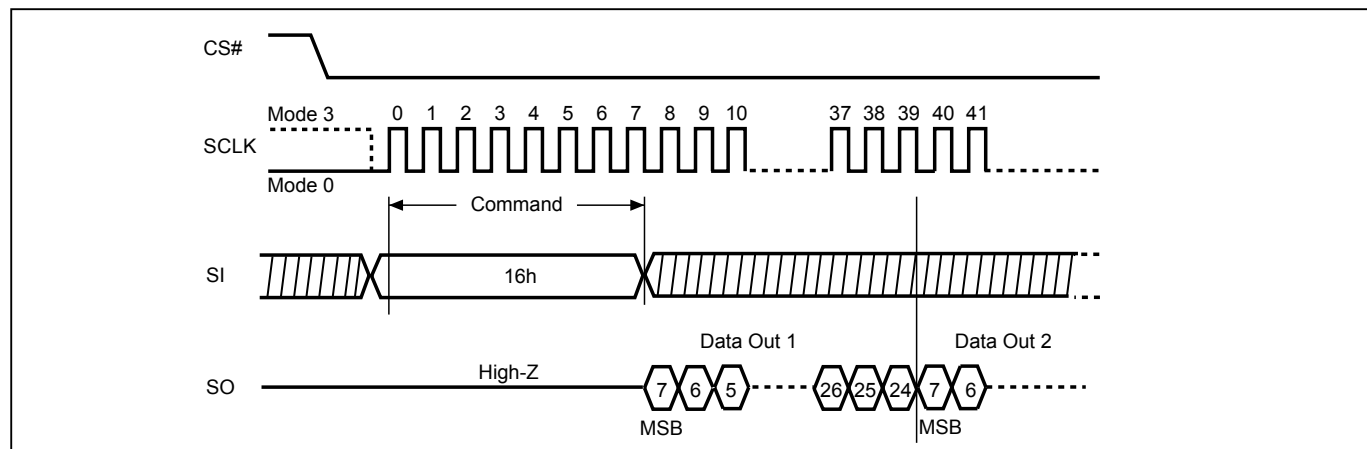 CS#
Mode 3
0 1 2 3 4 5 6 7 8 9 10 37 38 39 40 41
SCLK
Mode 0
Command
SI
16h
Data Out 1 Data Out 2
High-Z
SO
7 6 5 26 25 24 7 6
MSB MSB